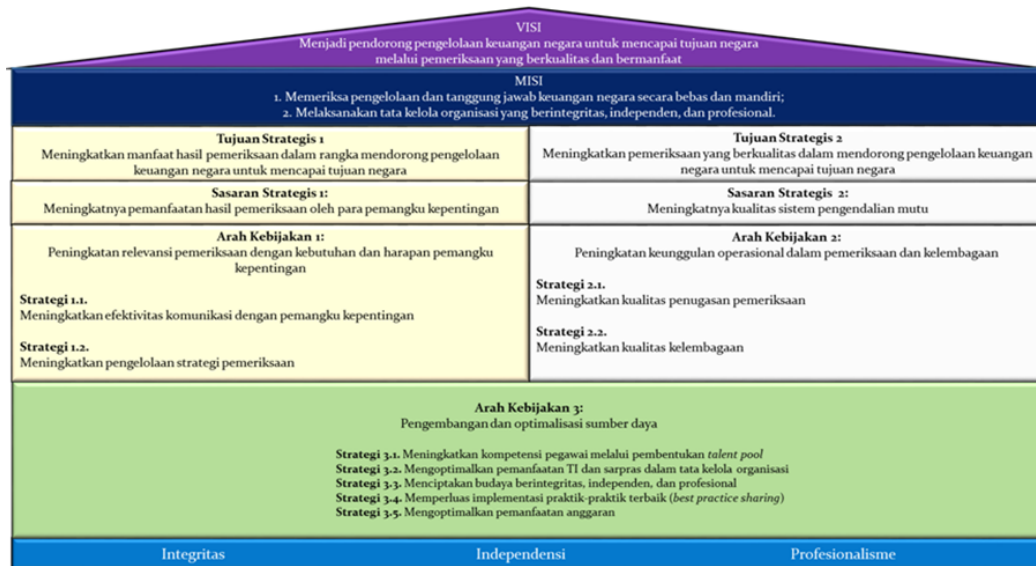 VISI
Menjadi pendorong pengelolaan keuangan negara untuk mencapai tujuan negara
melalui pemeriksaan yang berkualitas dan bermanfaat
MISI
1. Memeriksa pengelolaan dan tanggung jawab keuangan negara secara bebas dan mandiri;
2. Melaksanakan tata kelola organisasi yang berintegritas, independen, dan profesional.
Tujuan Strategis 1
Meningkatkan manfaat hasil pemeriksaan dalam rangka mendorong pengelolaan
keuangan negara untuk mencapai tujuan negara
Tujuan Strategis 2
Meningkatkan pemeriksaan yang berkualitas dalam mendorong pengelolaan keuangan
negara untuk mencapai tujuan negara
Sasaran Strategis 1:
Meningkatnya pemanfaatan hasil pemeriksaan oleh para pemangku kepentingan
Sasaran Strategis 2:
Meningkatnya kualitas sistem pengendalian mutu
Arah Kebijakan 1:
Peningkatan relevansi pemeriksaan dengan kebutuhan dan harapan pemangku
kepentingan
Strategi 1.1.
Meningkatkan efektivitas komunikasi dengan pemangku kepentingan
Strategi 1.2.
Meningkatkan pengelolaan strategi pemeriksaan
Arah Kebijakan 2:
Peningkatan keunggulan operasional dalam pemeriksaan dan kelembagaan
Strategi 2.1.
Meningkatkan kualitas penugasan pemeriksaan
Strategi 2.2.
Meningkatkan kualitas kelembagaan
Arah Kebijakan 3:
Pengembangan dan optimalisasi sumber daya
Strategi 3.1. Meningkatkan kompetensi pegawai melalui pembentukan talent pool
Strategi 3.2. Mengoptimalkan pemanfaatan TI dan sarpras dalam tata kelola organisasi
Strategi 3.3. Menciptakan budaya berintegritas, independen, dan profesional
Strategi 3.4. Memperluas implementasi praktik-praktik terbaik (best practice sharing)
Strategi 3.5. Mengoptimalkan pemanfaatan anggaran
Integritas Independensi Profesionalisme